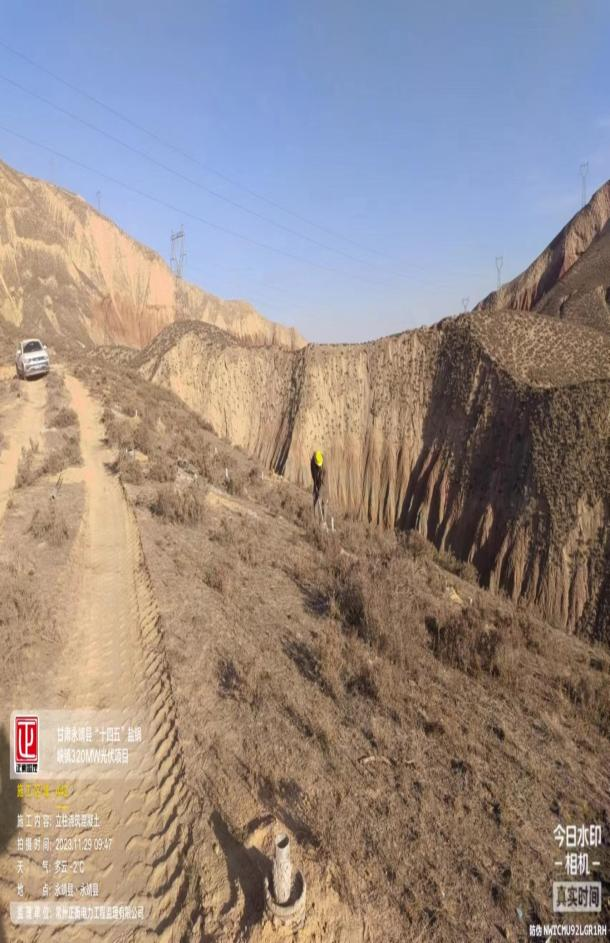 甘肃永靖县“十四五”盐锅
峡镇320MW光伏项目
施工内容：立柱浇筑混凝土
拍摄时间：2023.11.29 09:47
天 气：多云 -2℃
地 点：永靖县·永靖县
监理单位：常州正衡电力工程监理有限公司
今日水印
-相机-
真实时间
防伪 NWICMU92LGR1RH